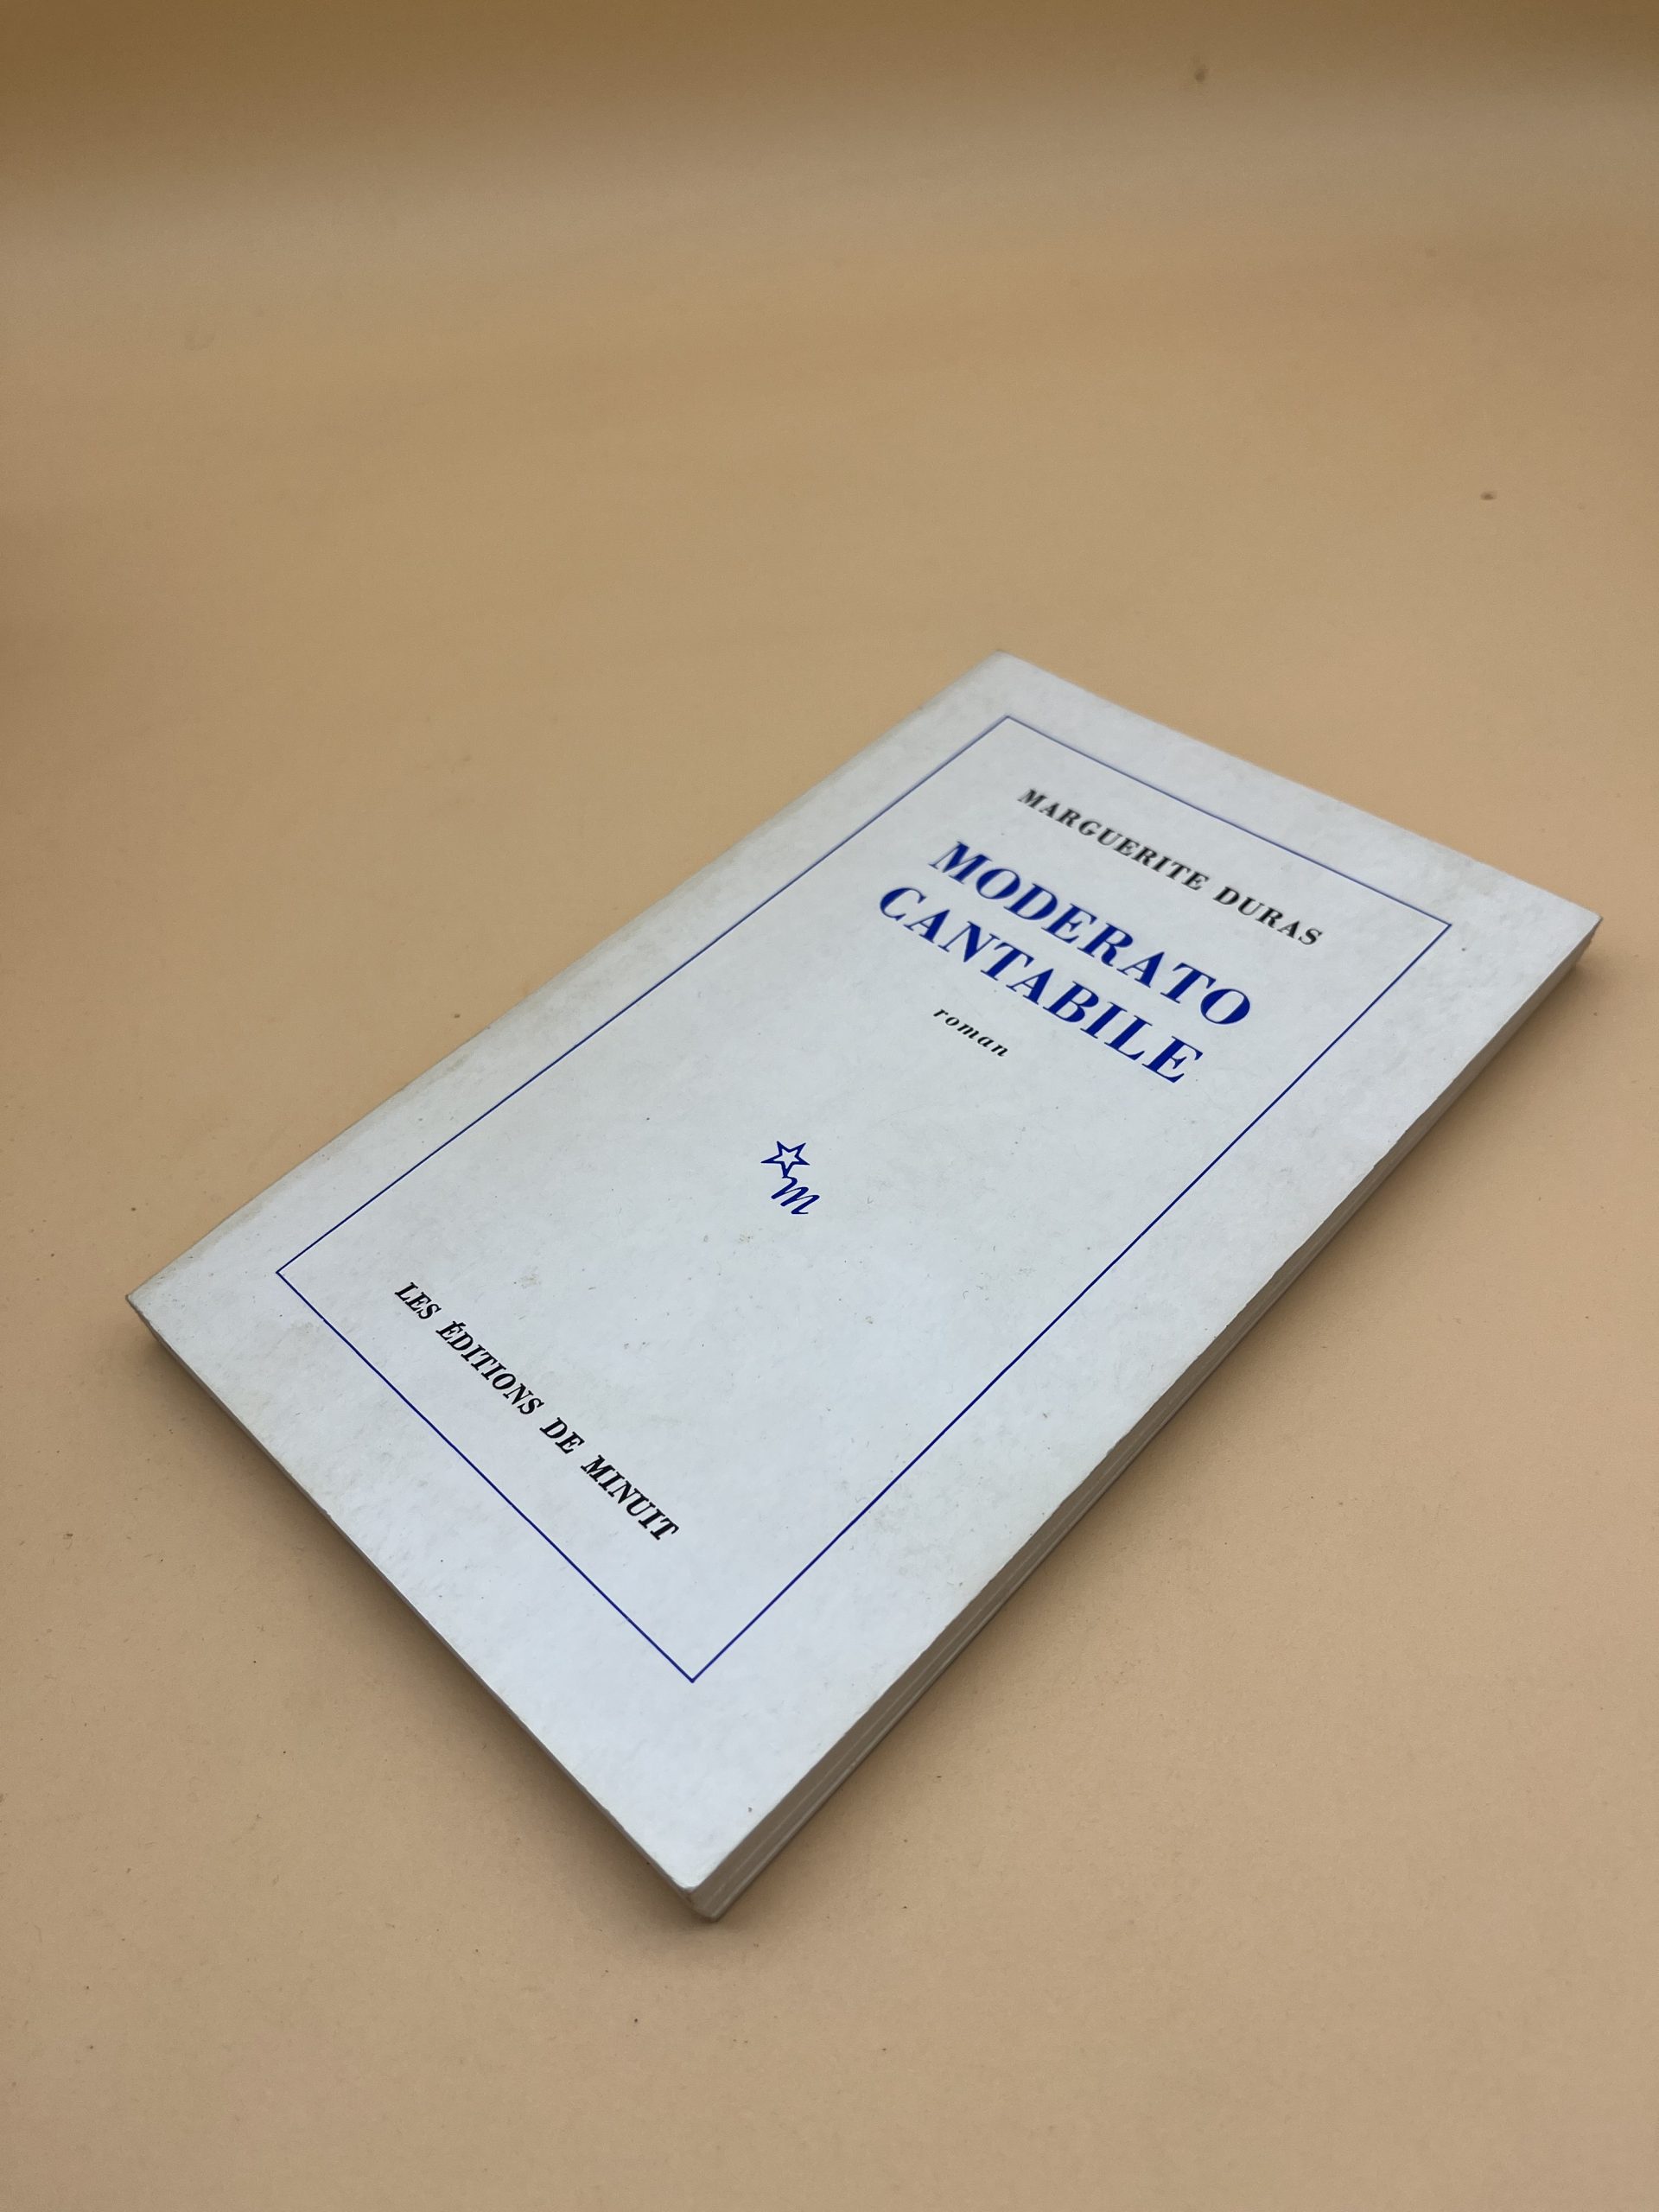 MARGUERITE DURAS
MODERATO
CANTABILE
roman
m
LES ÉDITIONS DE MINUIT